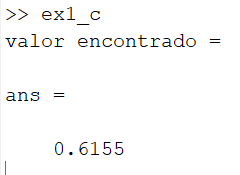 >> ex1_c
valor encontrado =
ans =
0.6155